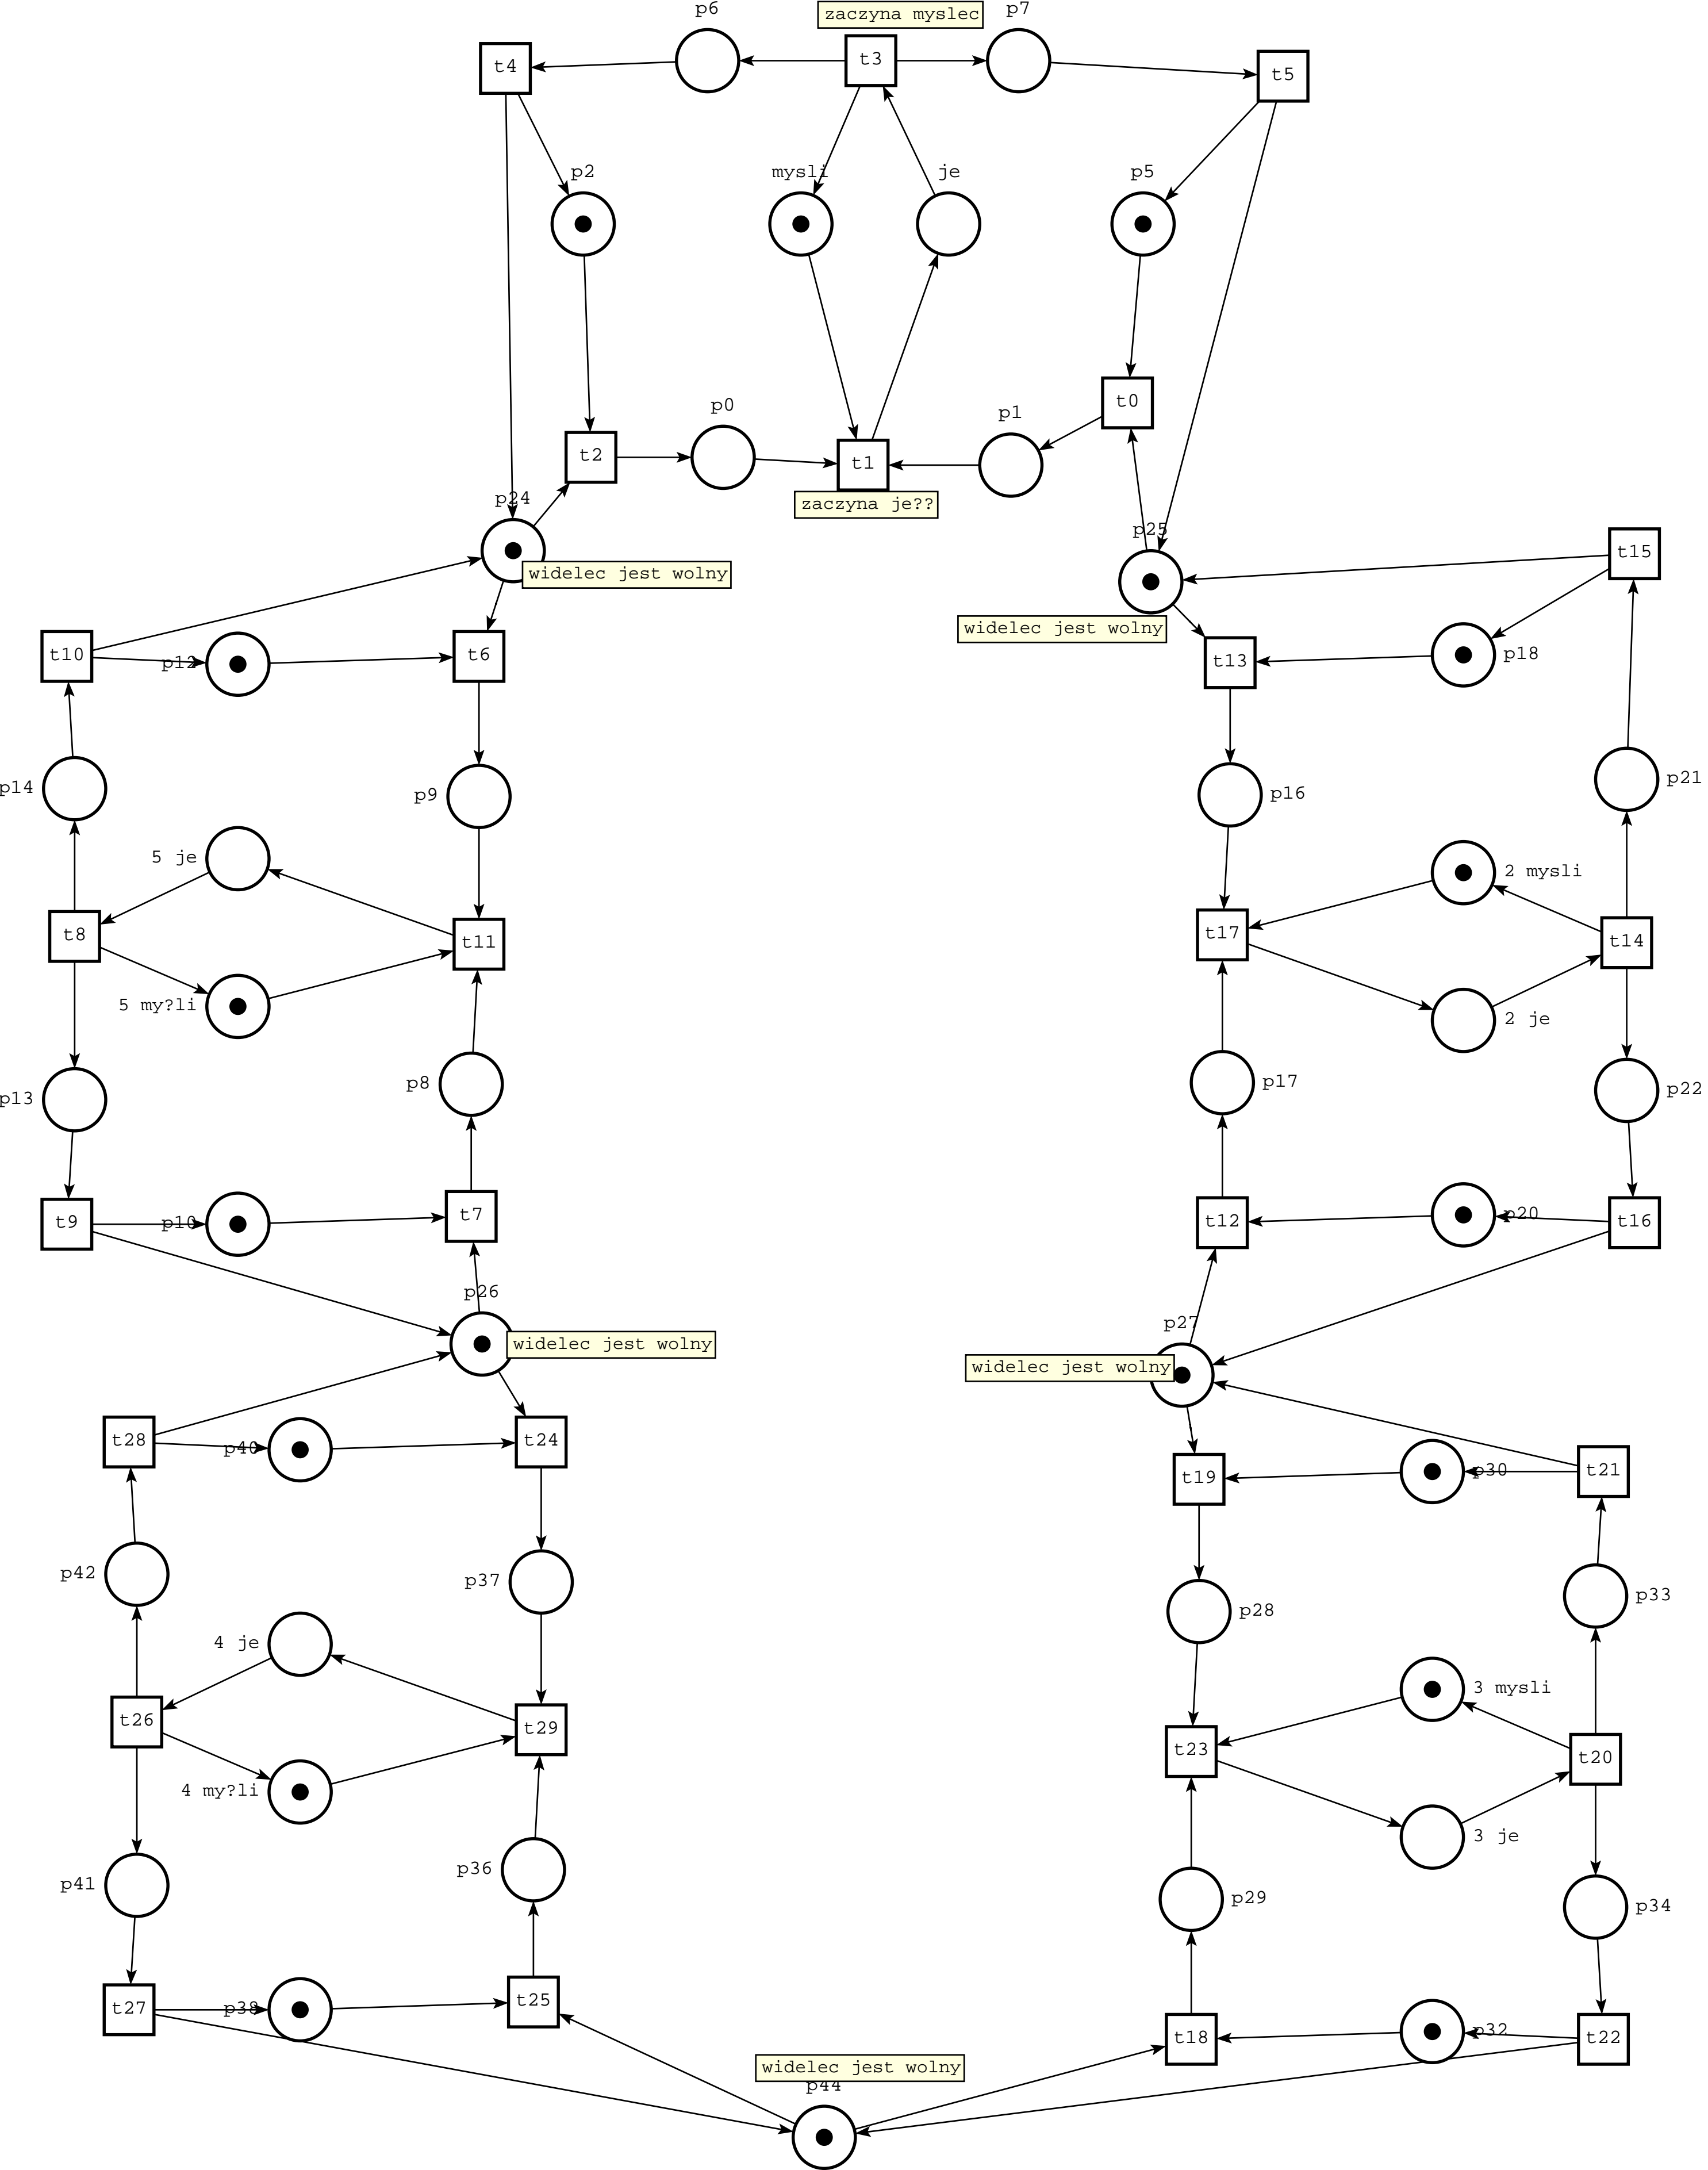 p6
zaczyna myslec
p7
t4
t3
t5
p2
mysli
je
p5
t0
p0
p1
t2
t1
p24
zaczyna je??
p25
t15
widelec jest wolny
widelec jest wolny
t10
p12
t6
t13
p18
p14
p9
p16
p21
5 je
2 mysli
t8
t11
t17
t14
5 my?li
2 je
p13
p8
p17
p22
t9
p10
t7
t12
p20
t16
p26
p27
widelec jest wolny
widelec jest wolny
t28
p40
t24
t19
p30
t21
p42
p37
p28
p33
4 je
3 mysli
t26
t29
t23
t20
4 my?li
3 je
p41
p36
p29
p34
t27
p38
t25
t18
p32
t22
widelec jest wolny
p44